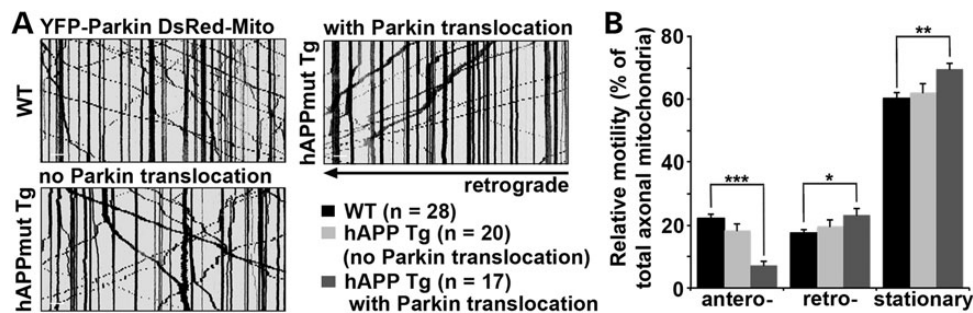 A
YFP-Parkin DsRed-Mito
WT
no Parkin translocation
hAPPmut Tg
with Parkin translocation
hAPPmut Tg
retrograde
WT (n = 28)
hAPP Tg (n = 20)
(no Parkin translocation)
hAPP Tg (n = 17)
with Parkin translocation
B
Relative motility (% of
total axonal mitochondria)
80
60
40
20
0
***
*
**
antero-
retro-
stationary